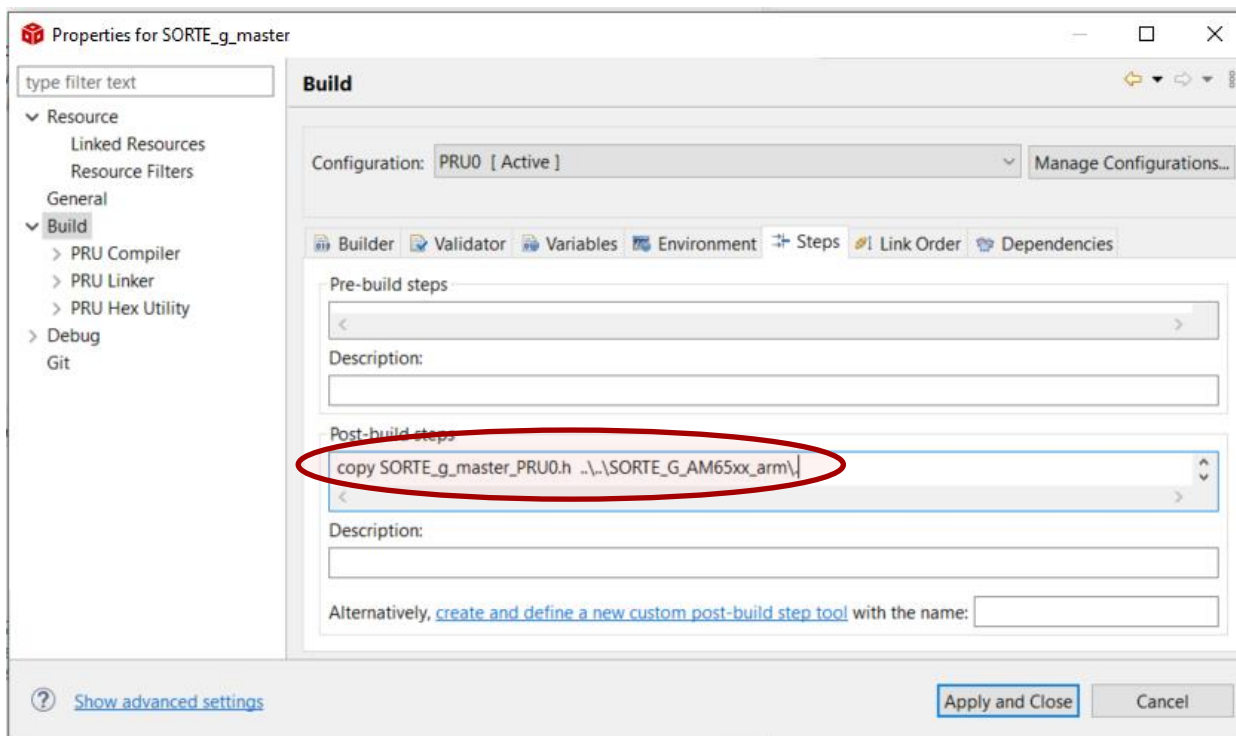 Properties for SORTE_g_master
type filter text
Resource
Linked Resources
Resource Filters
General
Build
PRU Compiler
PRU Linker
PRU Hex Utility
Debug
Git
Build
Configuration: PRU0 [ Active ] Manage Configurations...
Builder Validator Variables Environment Steps Link Order Dependencies
Pre-build steps
Description:
Post-build steps
copy SORTE_g_master_PRU0.h ..\..\SORTE_G_AM65xx_arm\.
Description:
Alternatively, create and define a new custom post-build step tool with the name:
Show advanced settings
Apply and Close Cancel